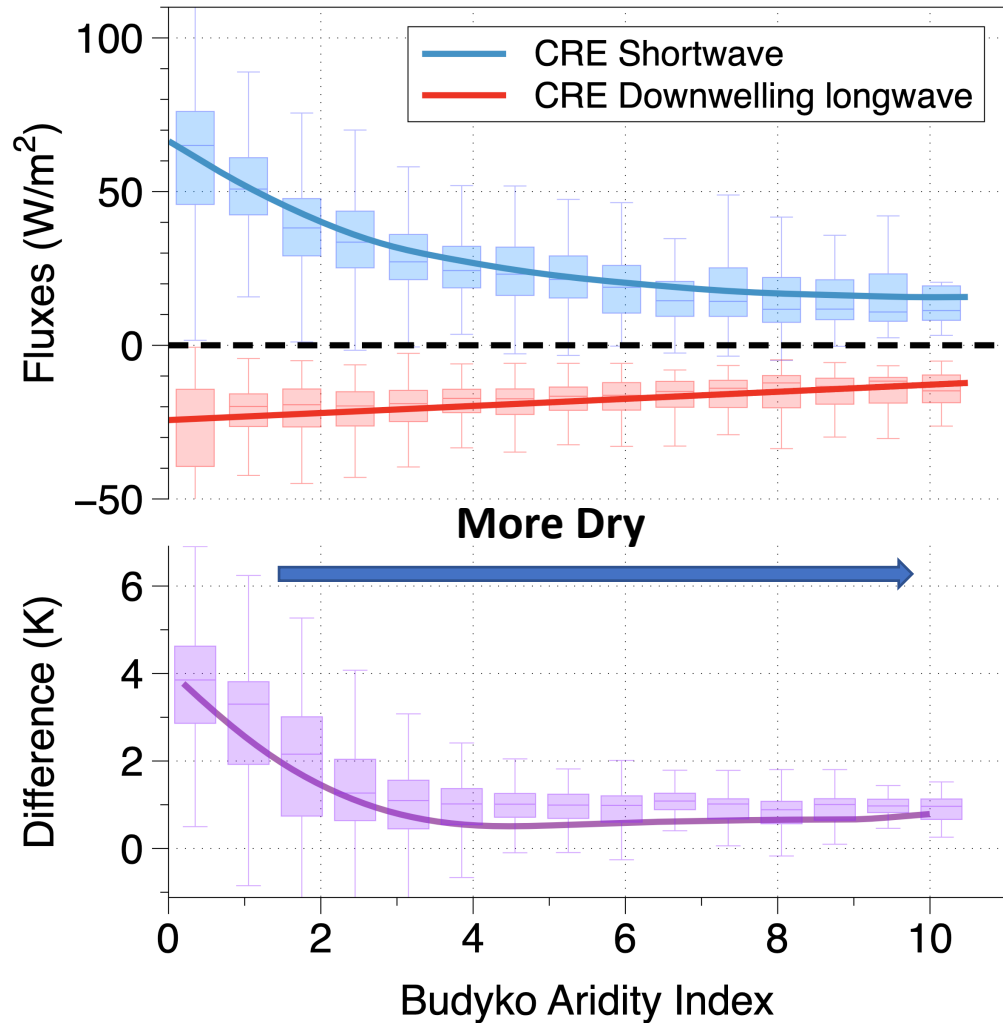 CRE Shortwave
CRE Downwelling longwave
Fluxes (W/m²)
100
50
0
−50
More Dry
Difference (K)
6
4
2
0
0 2 4 6 8 10
Budyko Aridity Index